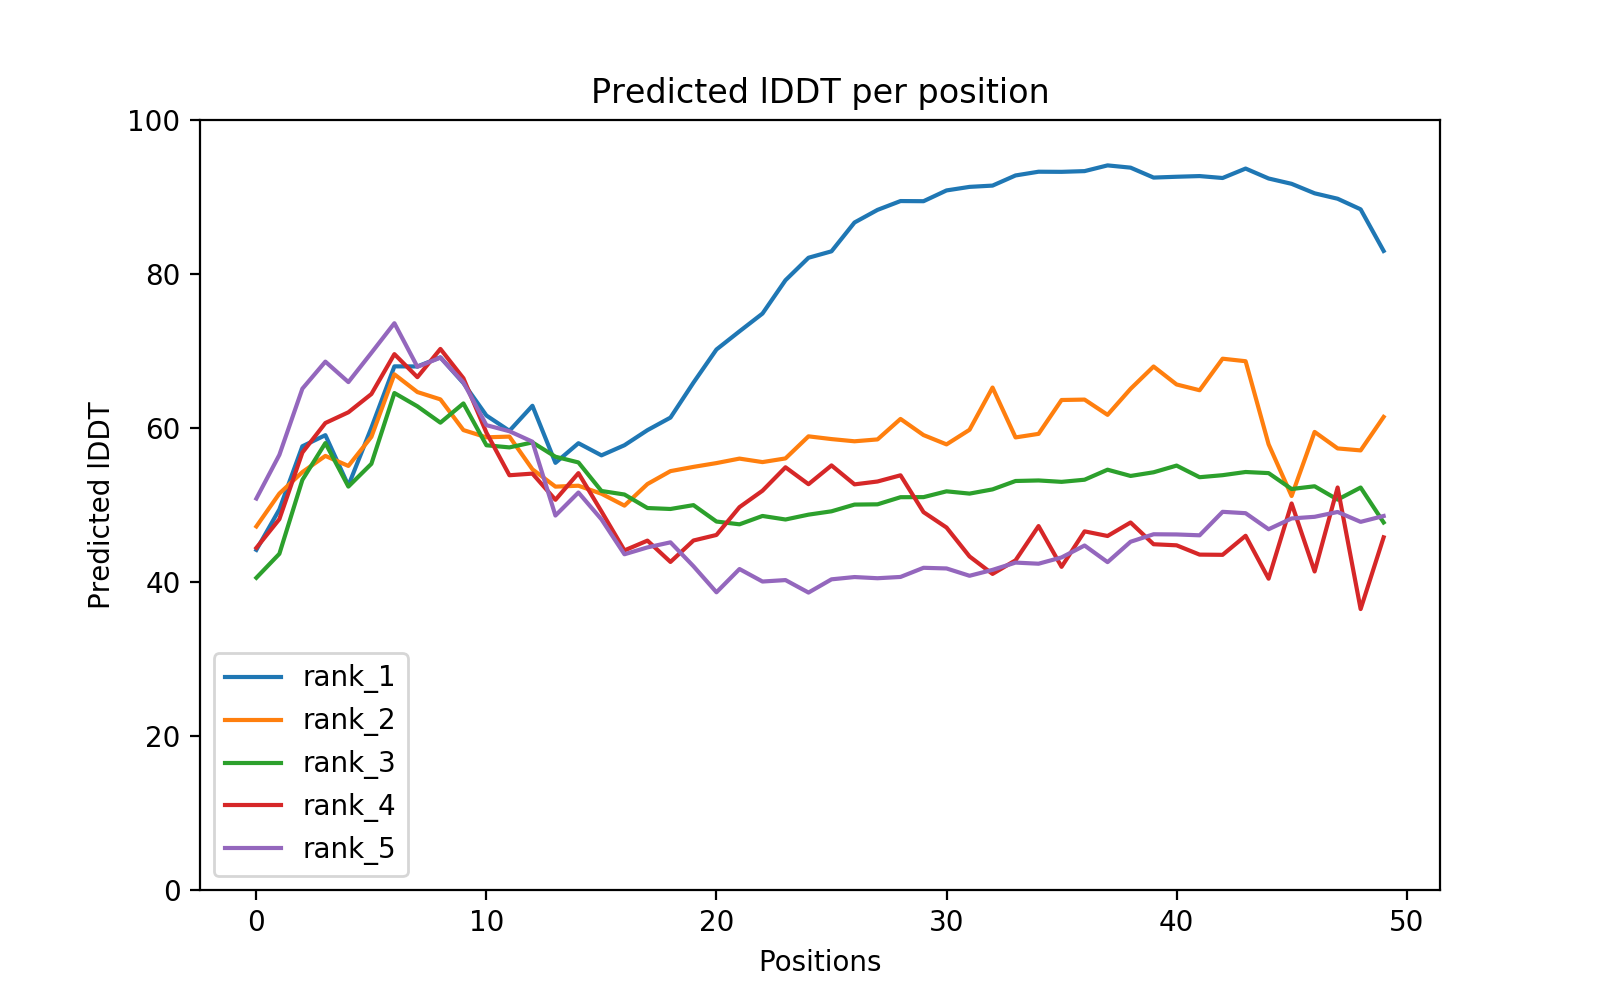 Predicted lDDT per position
100
80
60
40
20
0
Predicted lDDT
rank_1
rank_2
rank_3
rank_4
rank_5
0 10 20 30 40 50
Positions